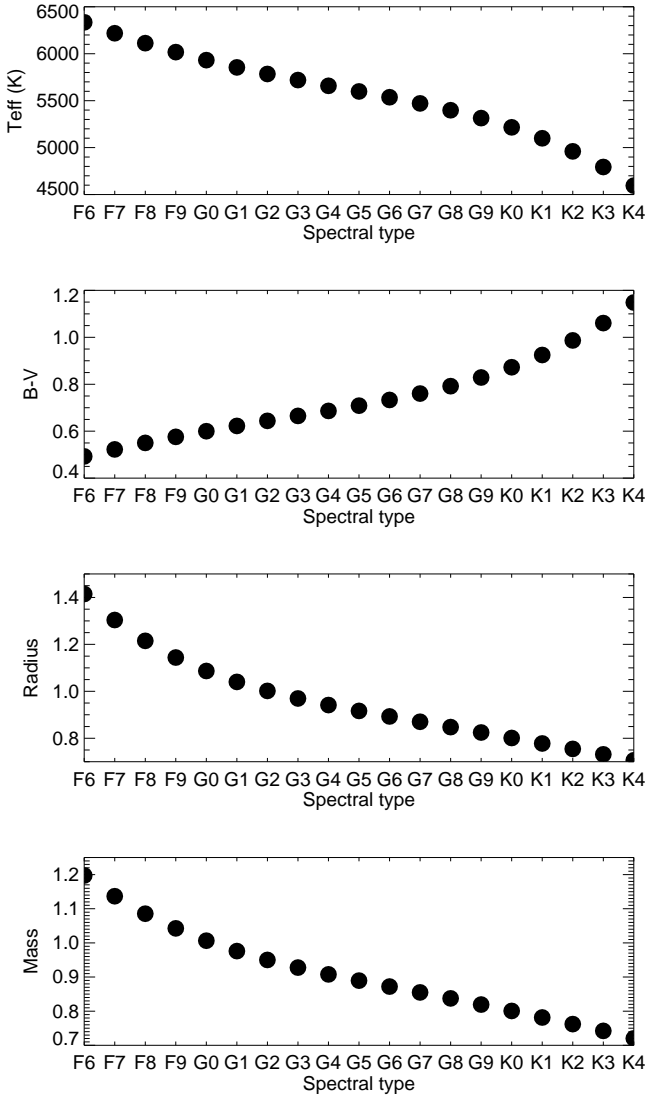 6500
6000
5500
5000
4500
Teff (K)
F6 F7 F8 F9 G0 G1 G2 G3 G4 G5 G6 G7 G8 G9 K0 K1 K2 K3 K4
Spectral type
1.2
1.0
0.8
0.6
0.4
B-V
F6 F7 F8 F9 G0 G1 G2 G3 G4 G5 G6 G7 G8 G9 K0 K1 K2 K3 K4
Spectral type
1.4
1.2
1.0
0.8
Radius
F6 F7 F8 F9 G0 G1 G2 G3 G4 G5 G6 G7 G8 G9 K0 K1 K2 K3 K4
Spectral type
1.2
1.1
1.0
0.9
0.8
0.7
Mass
F6 F7 F8 F9 G0 G1 G2 G3 G4 G5 G6 G7 G8 G9 K0 K1 K2 K3 K4
Spectral type